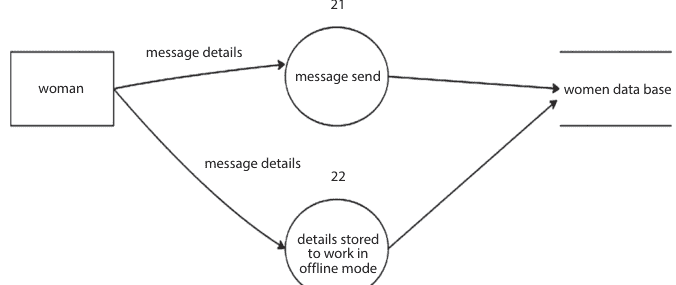 21
message details
woman
message send
women data base
message details
22
details stored
to work in
offline mode